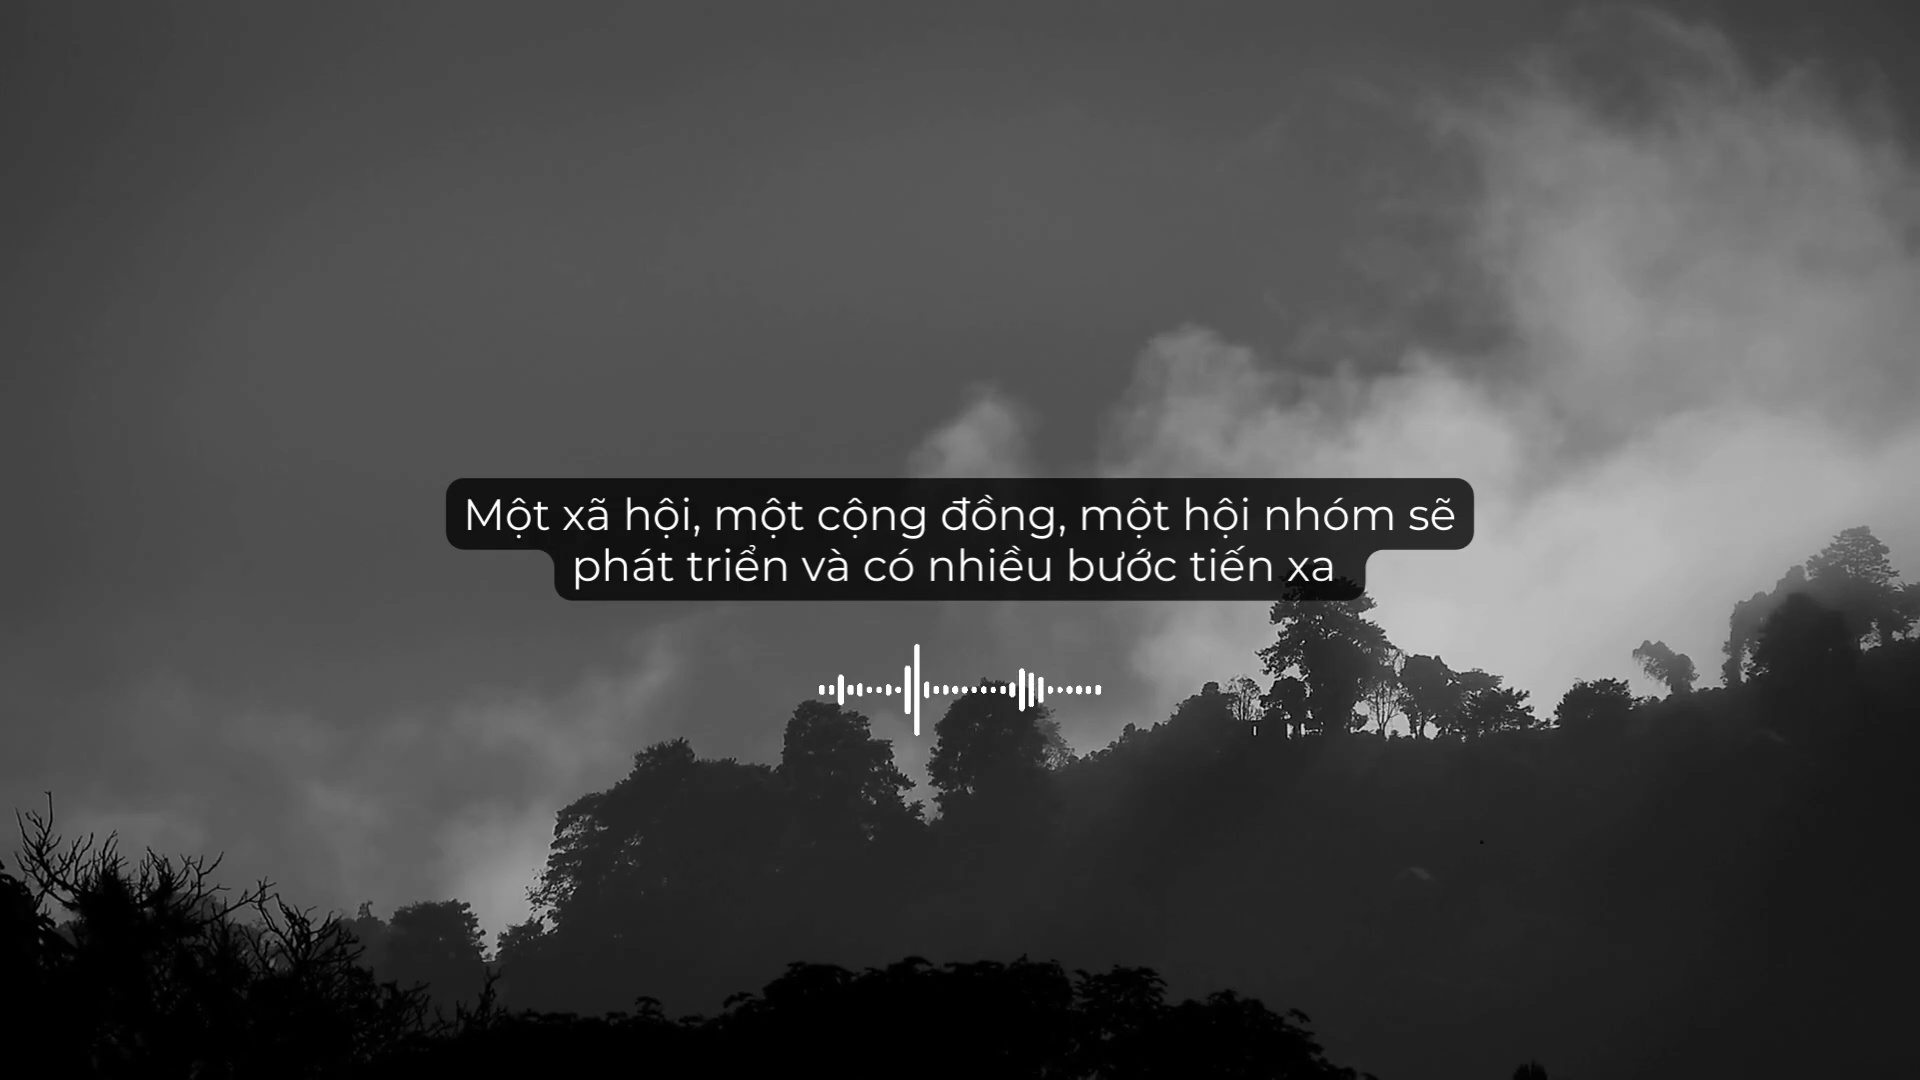 Một xã hội, một cộng đồng, một hội nhóm sẽ
phát triển và có nhiều bước tiến xa